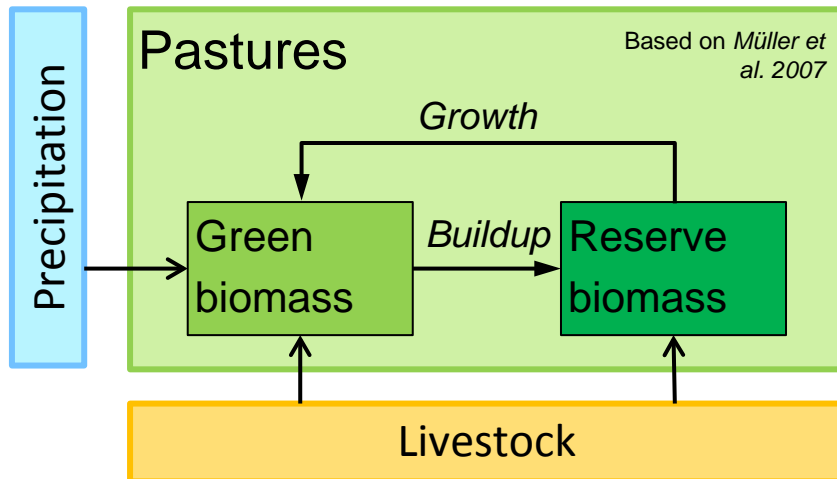 Precipitation
Pastures
Based on Müller et
al. 2007
Growth
Green
biomass
Buildup
Reserve
biomass
Livestock